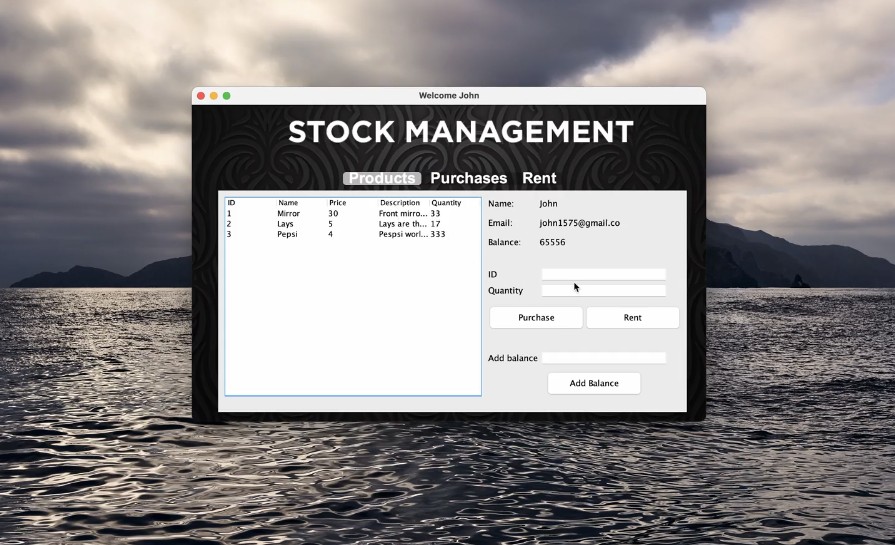 Welcome John
STOCK MANAGEMENT
Products Purchases Rent
ID Name Price Description Quantity
1 Mirror 30 Front mirro... 33
2 Lays 5 Lays are th... 17
3 Pepsi 4 Pespsi worl... 333
Name: John
Email: john1575@gmail.co
Balance: 65556
ID
Quantity
Purchase Rent
Add balance
Add Balance